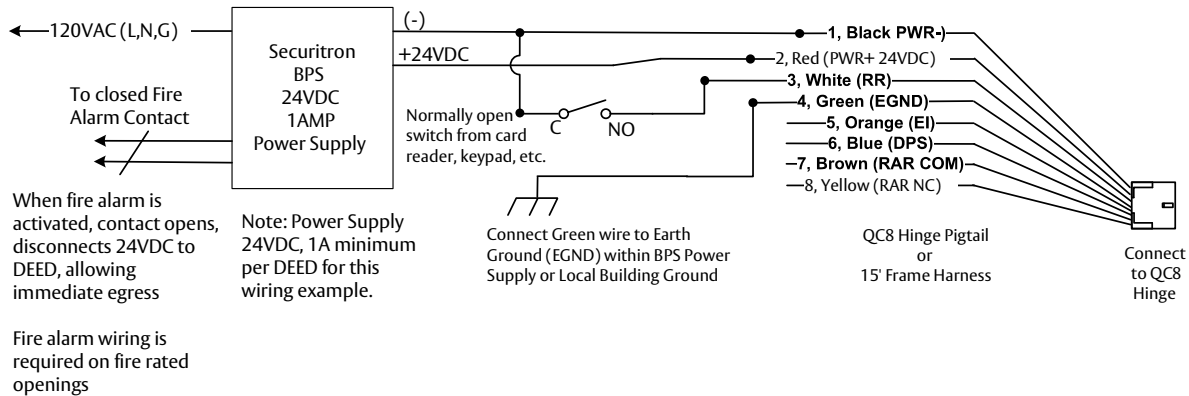 120VAC (L,N,G)
Securitron
BPS
24VDC
1AMP
Power Supply
(-)
+24VDC
To closed Fire
Alarm Contact
When fire alarm is
activated, contact opens,
disconnects 24VDC to
DEED, allowing
immediate egress
Fire alarm wiring is
required on fire rated
openings
Note: Power Supply
24VDC, 1A minimum
per DEED for this
wiring example.
Normally open
switch from card
reader, keypad, etc.
C
NO
Connect Green wire to Earth
Ground (EGND) within BPS Power
Supply or Local Building Ground
1, Black PWR-)
2, Red (PWR+ 24VDC)
3, White (RR)
4, Green (EGND)
5, Orange (EI)
6, Blue (DPS)
7, Brown (RAR COM)
8, Yellow (RAR NC)
QC8 Hinge Pigtail
or
15' Frame Harness
Connect
to QC8
Hinge